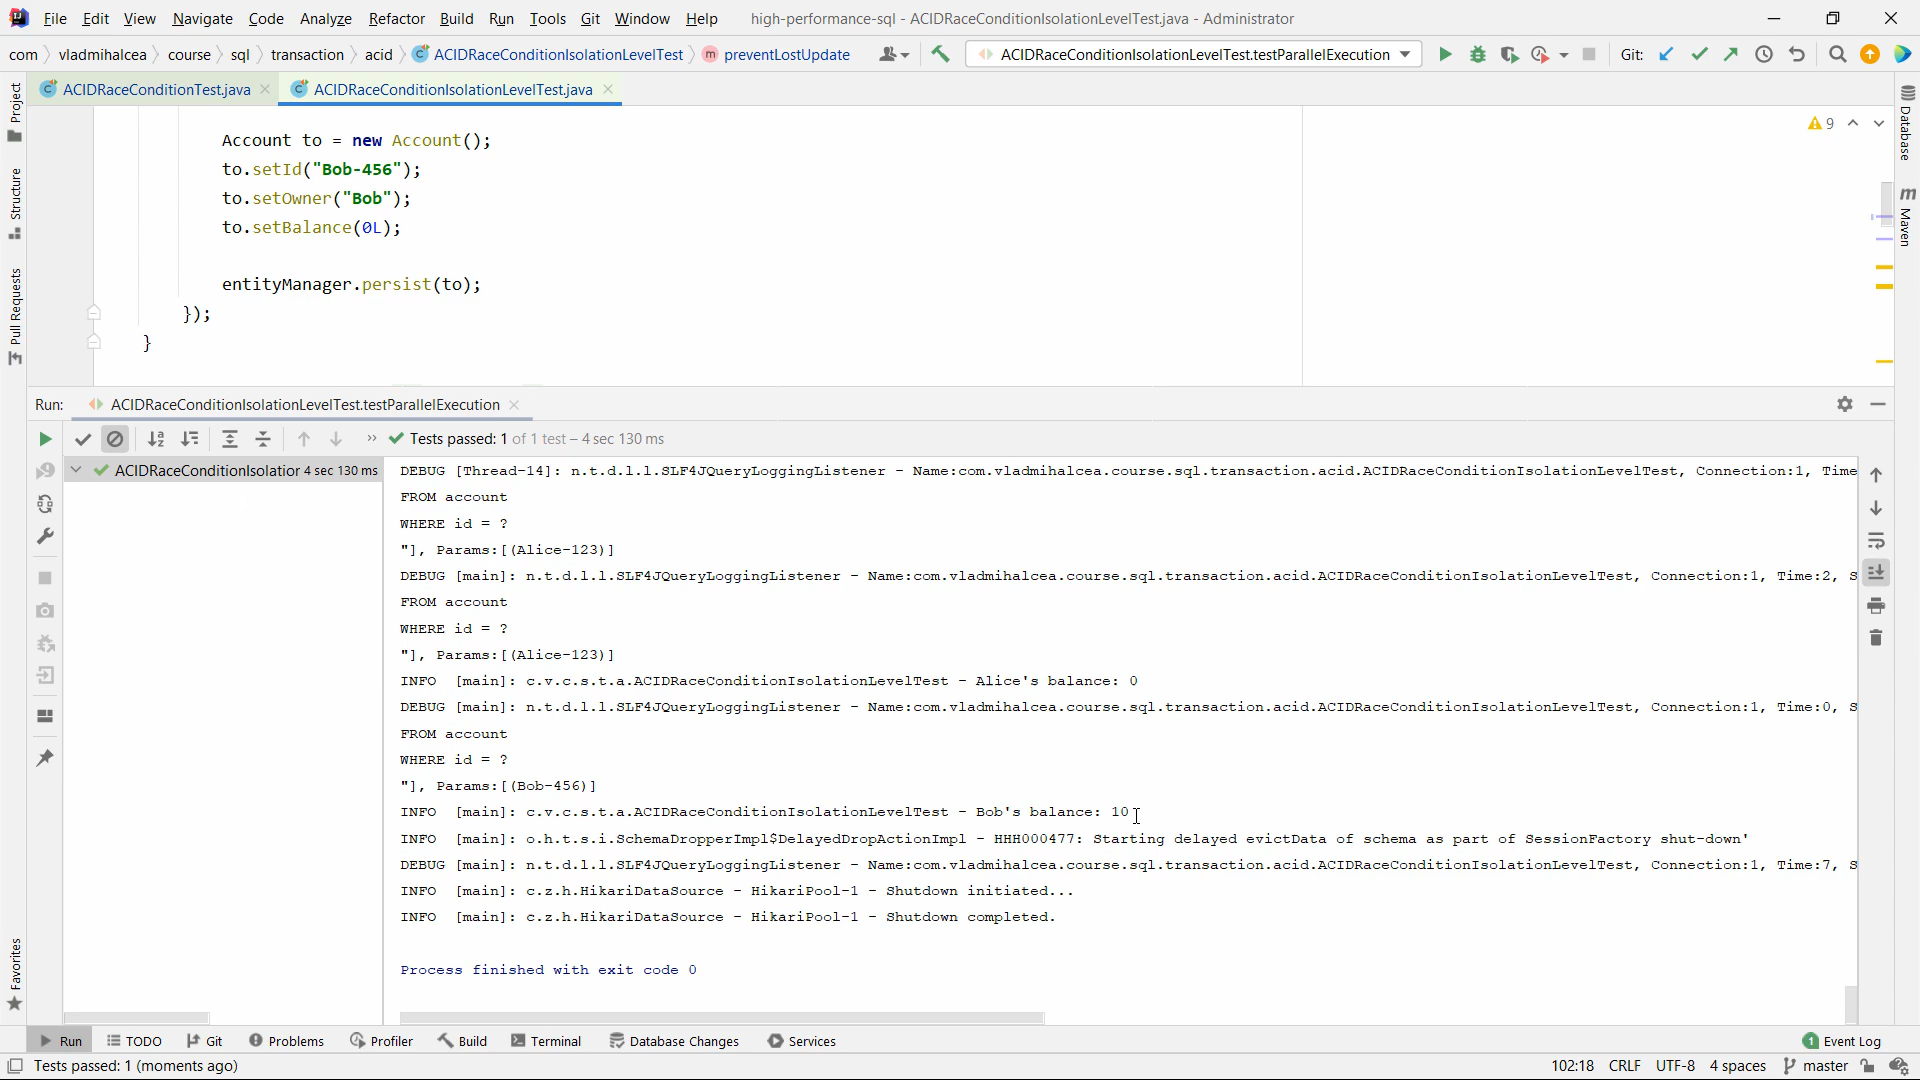 File Edit View Navigate Code Analyze Refactor Build Run Tools Git Window Help high-performance-sql - ACIDRaceConditionIsolationLevelTest.java - Administrator
com vladmihalcea course sql transaction acid ACIDRaceConditionIsolationLevelTest preventLostUpdate ACIDRaceConditionIsolationLevelTest.testParallelExecution Git:
ACIDRaceConditionTest.java ACIDRaceConditionIsolationLevelTest.java
Project
Structure
Pull Requests
Favorites
Database
Maven
9
Account to = new Account();
to.setId("Bob-456");
to.setOwner("Bob");
to.setBalance(0L);
entityManager.persist(to);
});
}
Run: ACIDRaceConditionIsolationLevelTest.testParallelExecution
Tests passed: 1 of 1 test – 4 sec 130 ms
ACIDRaceConditionIsolatior 4 sec 130 ms
DEBUG [Thread-14]: n.t.d.l.l.SLF4JQueryLoggingListener - Name:com.vladmihalcea.course.sql.transaction.acid.ACIDRaceConditionIsolationLevelTest, Connection:1, Time
FROM account
WHERE id = ?
"], Params:[(Alice-123)]
DEBUG [main]: n.t.d.l.l.SLF4JQueryLoggingListener - Name:com.vladmihalcea.course.sql.transaction.acid.ACIDRaceConditionIsolationLevelTest, Connection:1, Time:2, S
FROM account
WHERE id = ?
"], Params:[(Alice-123)]
INFO [main]: c.v.c.s.t.a.ACIDRaceConditionIsolationLevelTest - Alice's balance: 0
DEBUG [main]: n.t.d.l.l.SLF4JQueryLoggingListener - Name:com.vladmihalcea.course.sql.transaction.acid.ACIDRaceConditionIsolationLevelTest, Connection:1, Time:0, S
FROM account
WHERE id = ?
"], Params:[(Bob-456)]
INFO [main]: c.v.c.s.t.a.ACIDRaceConditionIsolationLevelTest - Bob's balance: 10
INFO [main]: o.h.t.s.i.SchemaDropperImpl$DelayedDropActionImpl - HHH000477: Starting delayed evictData of schema as part of SessionFactory shut-down'
DEBUG [main]: n.t.d.l.l.SLF4JQueryLoggingListener - Name:com.vladmihalcea.course.sql.transaction.acid.ACIDRaceConditionIsolationLevelTest, Connection:1, Time:7, S
INFO [main]: c.z.h.HikariDataSource - HikariPool-1 - Shutdown initiated...
INFO [main]: c.z.h.HikariDataSource - HikariPool-1 - Shutdown completed.
Process finished with exit code 0
Run TODO Git Problems Profiler Build Terminal Database Changes Services 1 Event Log
Tests passed: 1 (moments ago) 102:18 CRLF UTF-8 4 spaces master